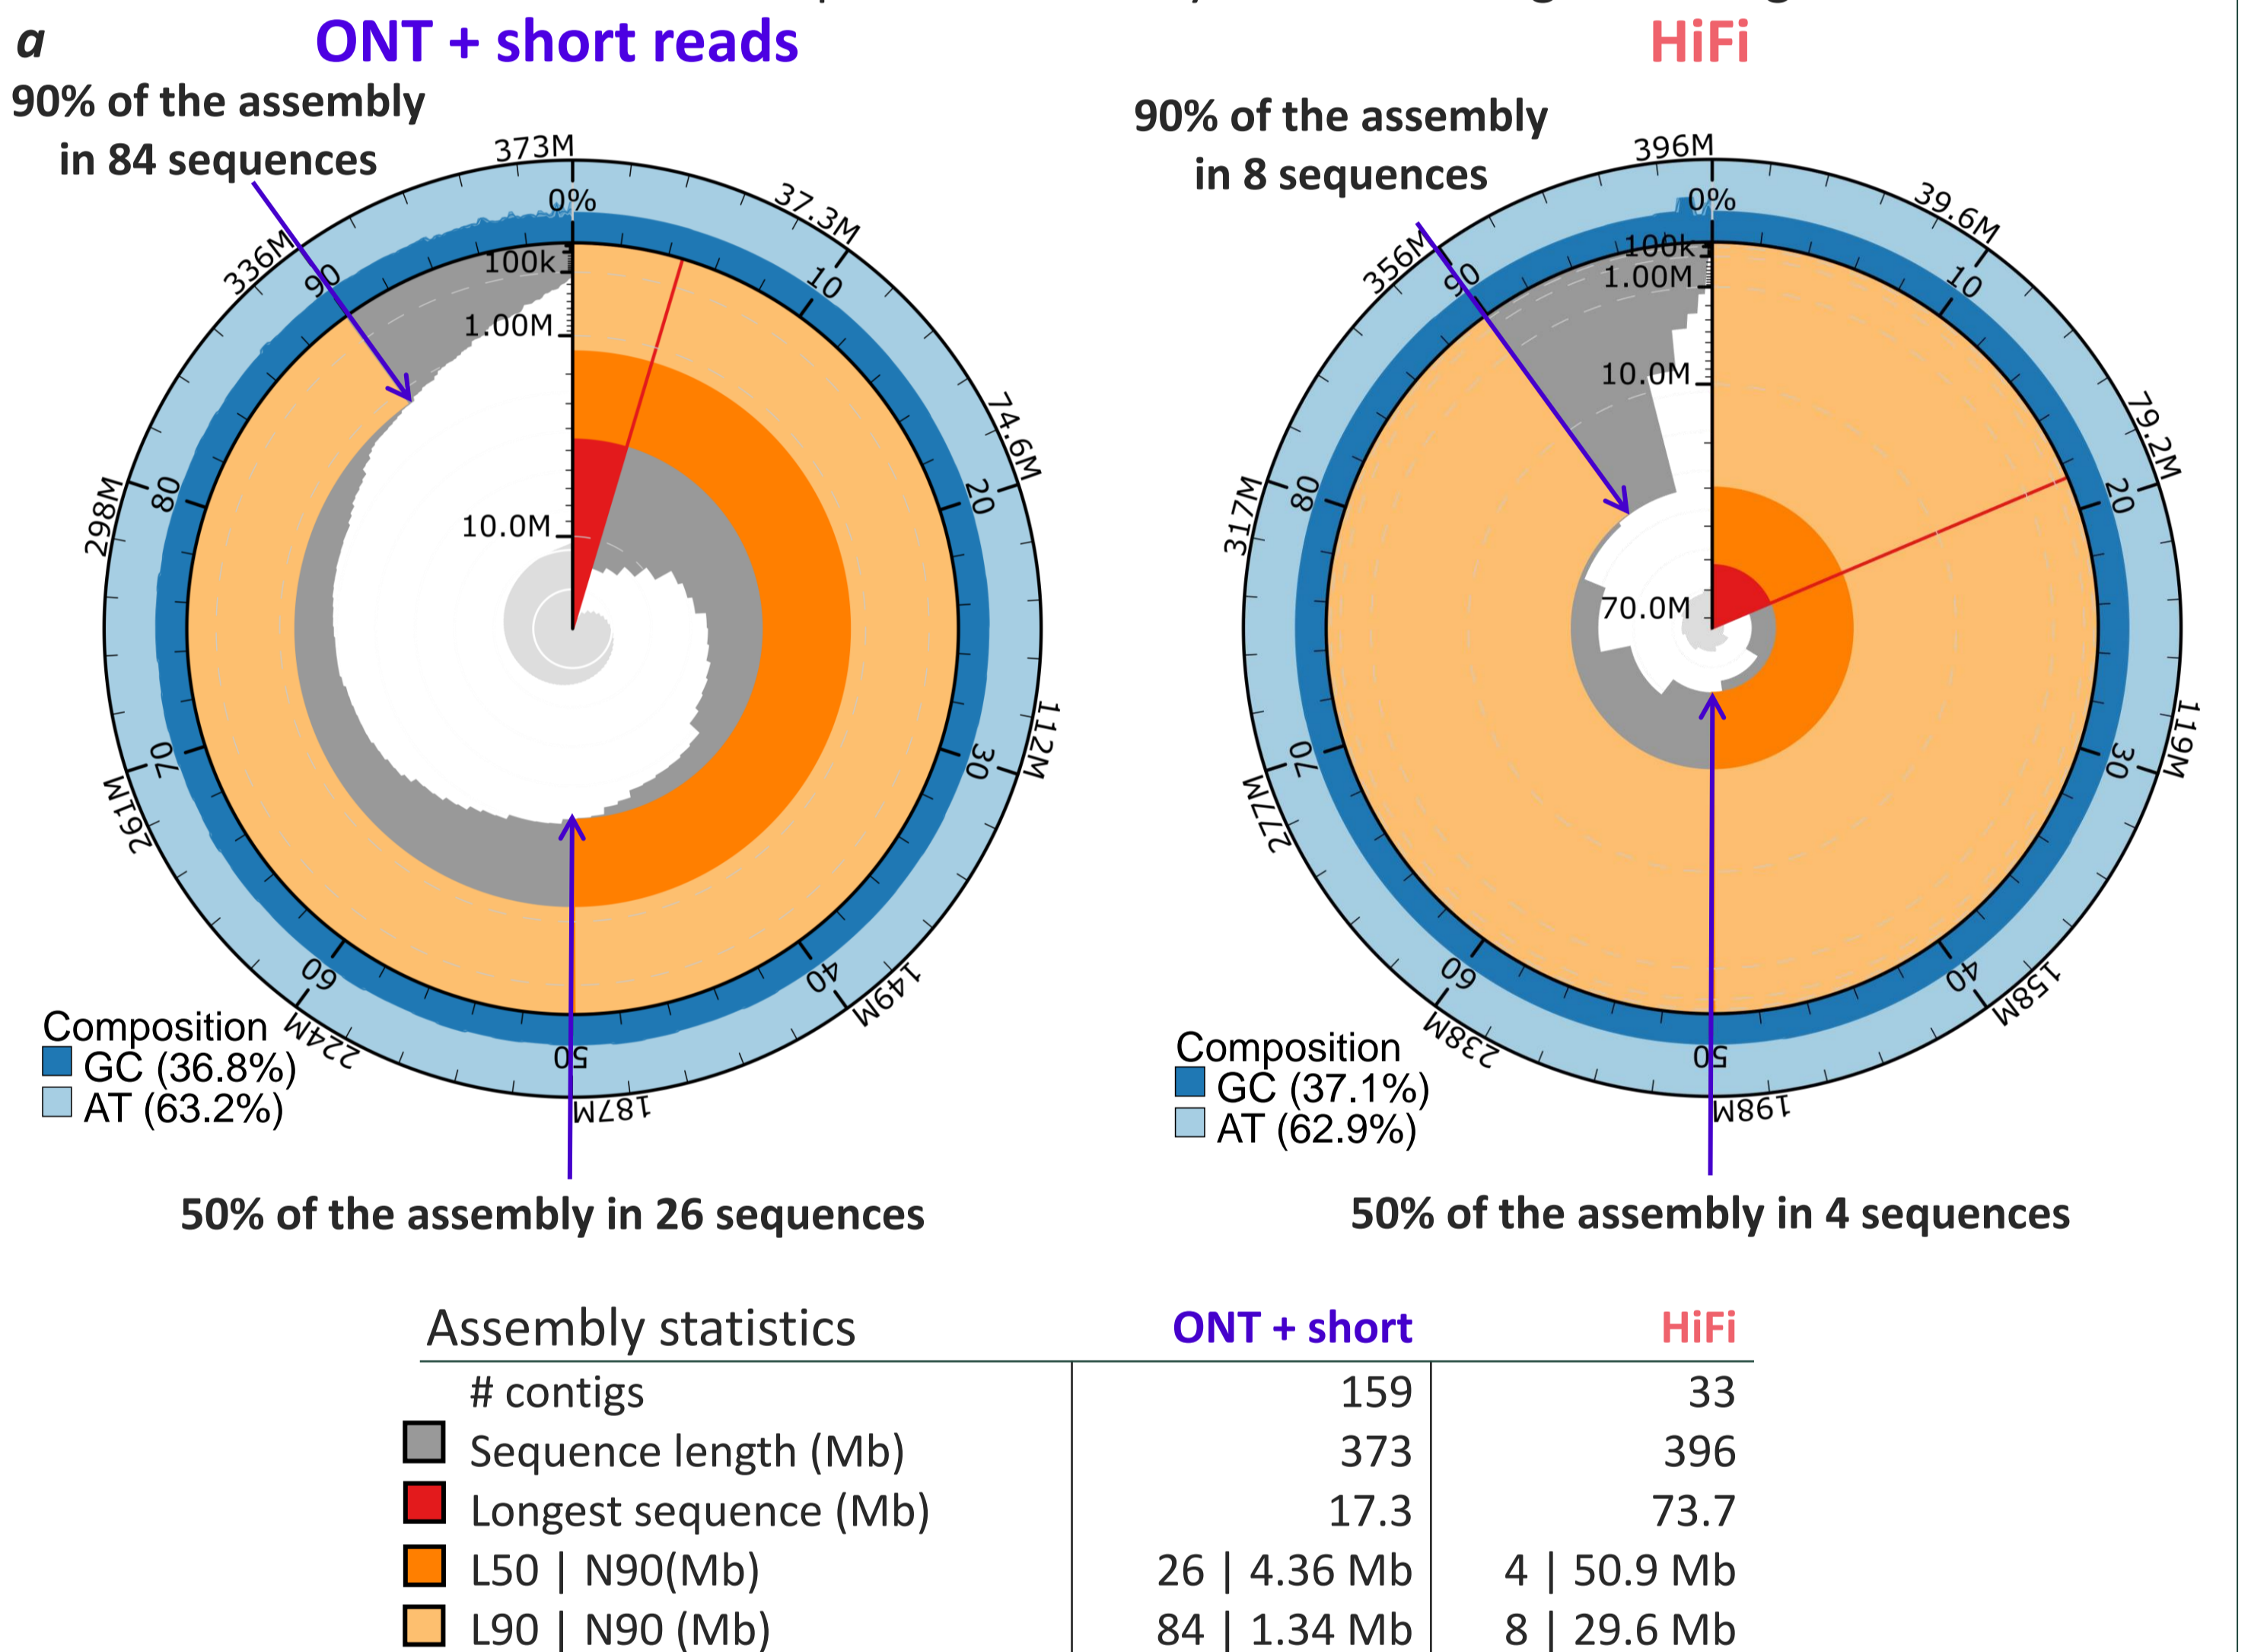 a
ONT + short reads
HiFi
90% of the assembly
in 84 sequences
373M
0%
37.3M
10
74.6M
20
112M
30
149M
40
187M
50
224M
60
261M
70
298M
80
336M
90
100k
1.00M
10.0M
Composition
GC (36.8%)
AT (63.2%)
50% of the assembly in 26 sequences
90% of the assembly
in 8 sequences
396M
0%
39.6M
10
79.2M
20
119M
30
158M
40
198M
50
238M
60
277M
70
317M
80
356M
90
100k
1.00M
10.0M
70.0M
Composition
GC (37.1%)
AT (62.9%)
50% of the assembly in 4 sequences
Assembly statistics ONT + short HiFi
# contigs 159 33
Sequence length (Mb) 373 396
Longest sequence (Mb) 17.3 73.7
L50 | N90(Mb) 26 | 4.36 Mb 4 | 50.9 Mb
L90 | N90 (Mb) 84 | 1.34 Mb 8 | 29.6 Mb